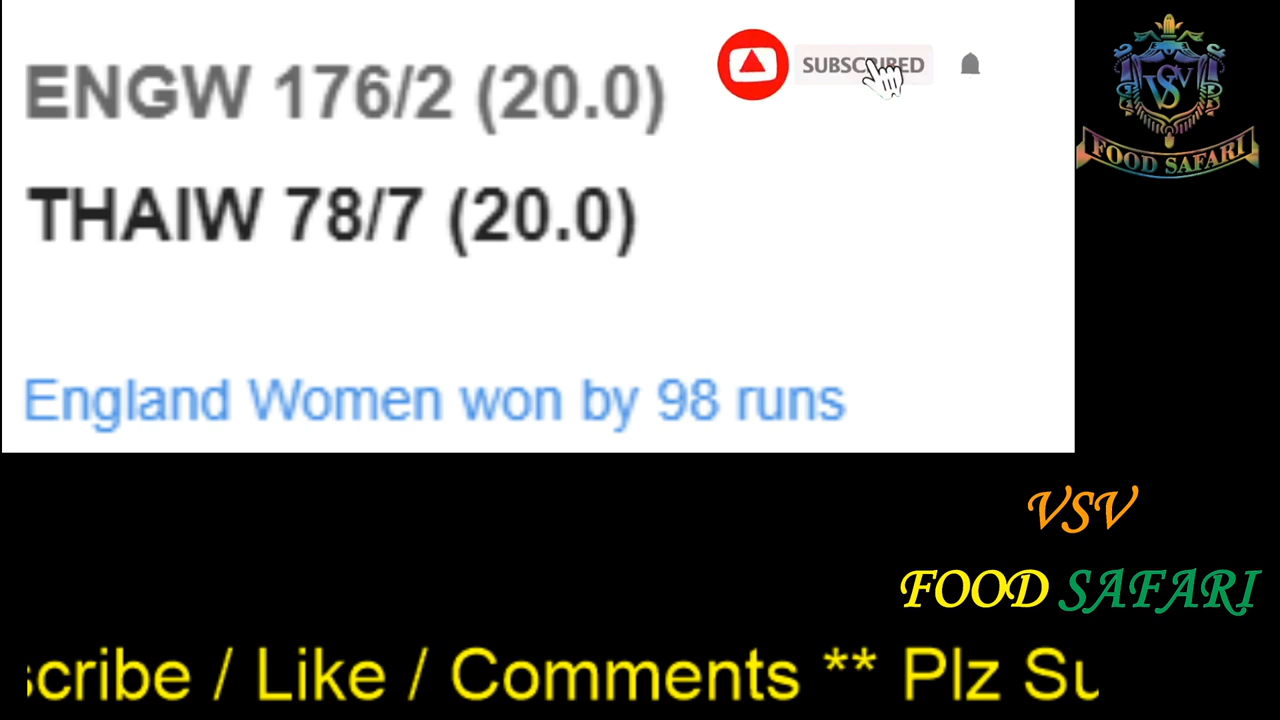 ENGW 176/2 (20.0)
SUBSCRIBED
THAIW 78/7 (20.0)
England Women won by 98 runs
VSV
FOOD SAFARI
VSV
FOOD SAFARI
scribe / Like / Comments ** Plz Su